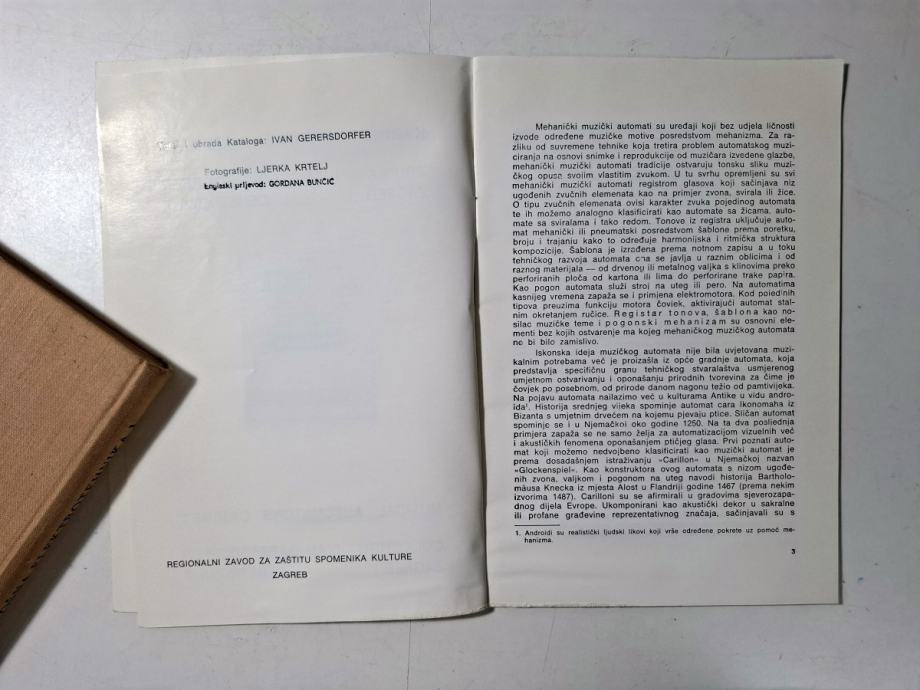 Tekst i obrada Kataloga: IVAN GERERSDORFER
Fotografije: LJERKA KRTELJ
Engleski prijevod: GORDANA BUNČIĆ
REGIONALNI ZAVOD ZA ZAŠTITU SPOMENIKA KULTURE
ZAGREB
Mehanički muzički automati su uređaji koji bez udjela ličnosti
izvode određene muzičke motive posredstvom mehanizma. Za ra-
zliku od suvremene tehnike koja tretira problem automatskog muzi-
ciranja na osnovi snimke i reprodukcije od muzičara izvedene glazbe,
mehanički muzički automati tradicije ostvaruju tonsku sliku muzi-
čkog opusa svojim vlastitim zvukom. U tu svrhu opremljeni su svi
mehanički muzički automati registrom glasova koji sačinjava niz
ugođenih zvučnih elemenata kao na primjer zvona, svirala ili žice.
O tipu zvučnih elemenata ovisi karakter zvuka pojedinog automata
te ih možemo analogno klasificirati kao automate sa žicama, auto-
mate sa sviralama i tako redom. Tonove iz registra uključuje auto-
mat mehanički ili pneumatski posredstvom šablone prema poretku,
broju i trajanju kako to određuje harmonijska i ritmička struktura
kompozicije. Šablona je izrađena prema notnom zapisu a u toku
tehničkog razvoja automata ona se javlja u raznim oblicima i od
raznog materijala — od drvenog ili metalnog valjka s klinovima preko
perforiranih ploča od kartona ili lima do perforirane trake papira.
Kao pogon automata služi stroj na uteg ili pero. Na automatima
kasnijeg vremena zapaža se i primjena elektromotora. Kod pojedinih
tipova preuzima funkciju motora čovjek, aktivirajući automat stal-
nim okretanjem ručice. Registar tonova, šablona kao no-
silac muzičke teme i pogonski mehanizam su osnovni ele-
menti bez kojih ostvarenje ma kojeg mehaničkog muzičkog automata
ne bi bilo zamislivo.
Iskonska ideja muzičkog automata nije bila uvjetovana muzi-
kalnim potrebama već je proizašla iz opće gradnje automata, koja
predstavlja specifičnu granu tehničkog stvaralaštva usmjerenog
umjetnom ostvarivanju i oponašanju prirodnih tvorevina za čime je
čovjek po posebnom, od prirode danom nagonu težio od pamtivijeka.
Na pojavu automata nailazimo već u kulturama Antike u vidu andro-
ida¹. Historija srednjeg vijeka spominje automat cara Ikonomaha iz
Bizanta s umjetnim drvećem na kojemu pjevaju ptice. Sličan automat
spominje se i u Njemačkoj oko godine 1250. Na ta dva posljednja
primjera zapaža se ne samo želja za automatizacijom vizuelnih već
i akustičkih fenomena oponašanjem ptičjeg glasa. Prvi poznati auto-
mat koji možemo nedvojbeno klasificirati kao muzički automat je
prema dosadašnjem istraživanju »Carillon« u Njemačkoj nazvan
»Glockenspiel«. Kao konstruktora ovog automata s nizom ugođe-
nih zvona, valjkom i pogonom na uteg navodi historija Bartho-
lomäusa Knecka iz mjesta Alost u Flandriji godine 1467 (prema nekim
izvorima 1487). Carilloni su se afirmirali u gradovima sjeverozapa-
dnog dijela Evrope. Ukomponirani kao akustički dekor u sakralne
ili profane građevine reprezentativnog značaja, sačinjavali su s
1. Androidi su realistički ljudski likovi koji vrše određene pokrete uz pomoć me-
hanizma.
3